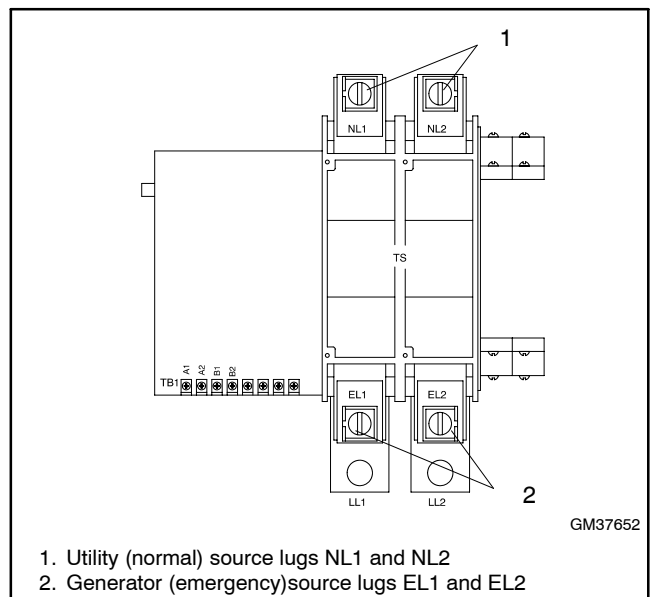 1
NL1 NL2
TS
A1 A2 B1 B2
TB1
EL1 EL2
2
LL1 LL2
GM37652
1. Utility (normal) source lugs NL1 and NL2
2. Generator (emergency)source lugs EL1 and EL2